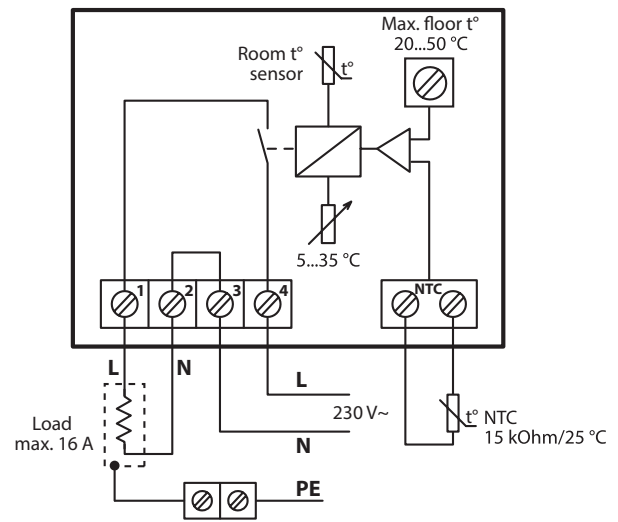 Max. floor t°
20...50 °C
Room t°
sensor
t°
5...35 °C
1
2
3
4
NTC
L
N
L
230 V~
N
Load
max. 16 A
t° NTC
15 kOhm/25 °C
PE